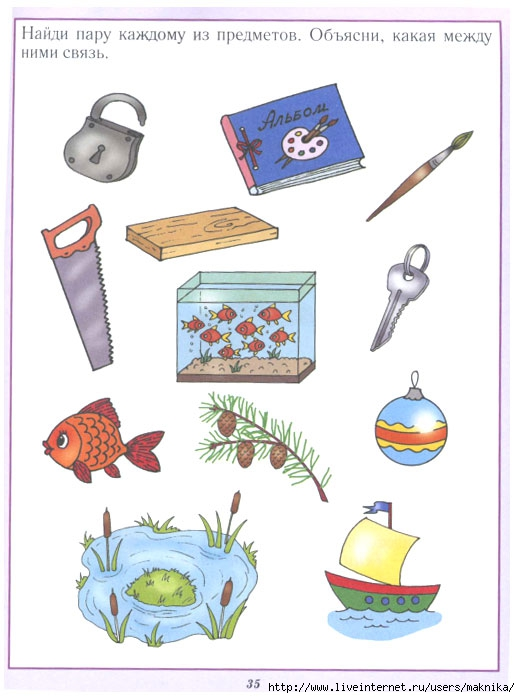 Найди пару каждому из предметов. Объясни, какая между
ними связь.
Альбом
35
http://www.liveinternet.ru/users/maknika/